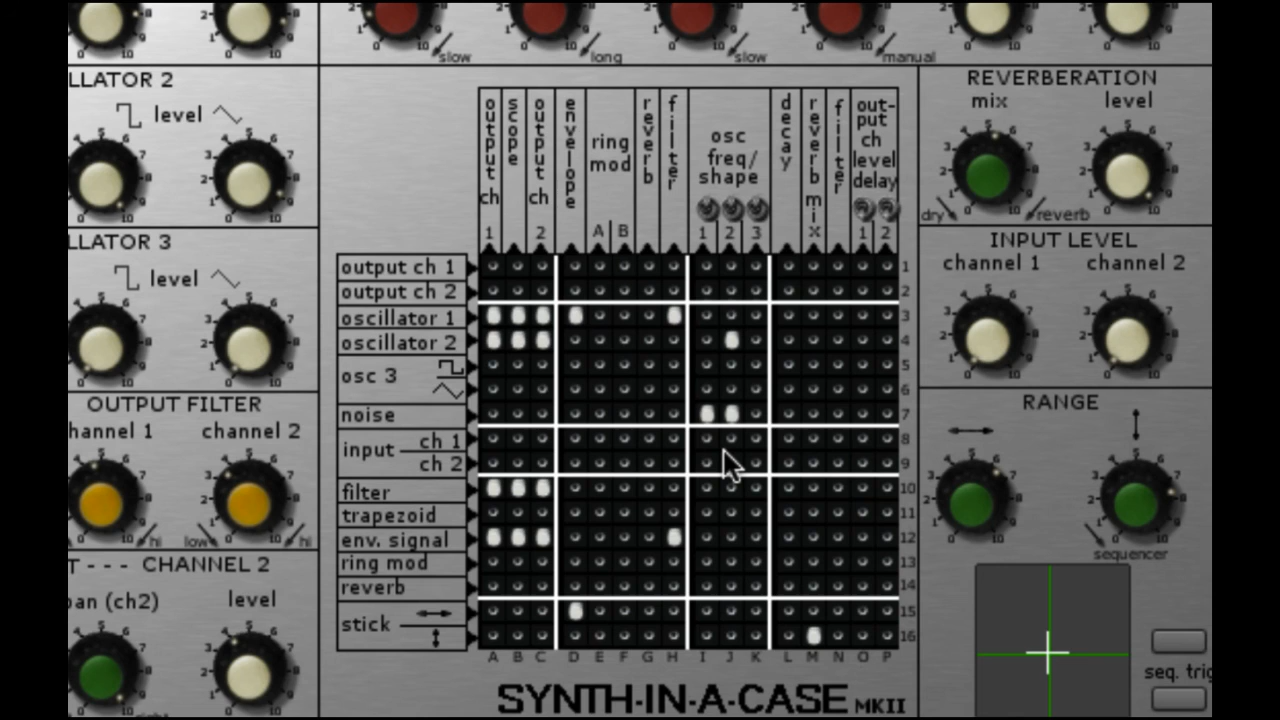 slow
long
slow
manual
LLATOR 2
level
LLATOR 3
level
OUTPUT FILTER
hannel 1 channel 2
hi low hi
T --- CHANNEL 2
pan (ch2) level
right
output ch 1
scope
output ch 2
envelope
ring mod
A B
reverb
filter
osc freq/ shape
1 2 3
decay
reverb mix
filter
out-
put
ch
level
delay
1 2
output ch 1 1
output ch 2 2
oscillator 1 3
oscillator 2 4
5
osc 3
6
noise 7
input ch 1 8
ch 2 9
filter 10
trapezoid 11
env. signal 12
ring mod 13
reverb 14
15
stick
16
A B C D E F G H I J K L M N O P
SYNTH-IN-A-CASE MKII
REVERBERATION
mix level
dry reverb
INPUT LEVEL
channel 1 channel 2
RANGE
sequencer
seq. trig